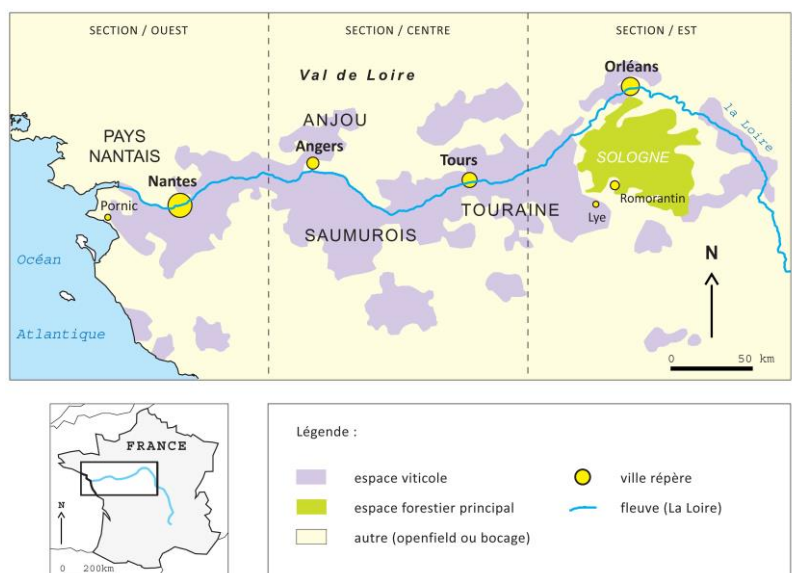 SECTION / OUEST
SECTION / CENTRE
SECTION / EST
Val de Loire
Orléans
la Loire
ANJOU
PAYS
NANTAIS
Angers
Tours
SOLOGNE
Nantes
Romorantin
Pornic
TOURAINE
Lye
SAUMUROIS
Océan
Atlantique
N
0 50 km
FRANCE
N
0 200km
Légende :
espace viticole
espace forestier principal
autre (openfield ou bocage)
ville répère
fleuve (La Loire)